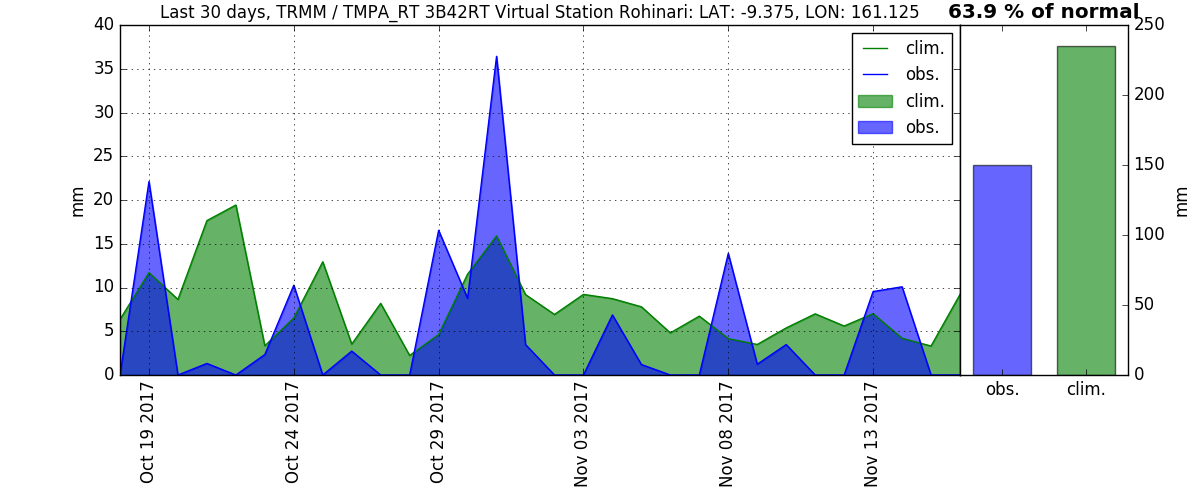 Last 30 days, TRMM / TMPA_RT 3B42RT Virtual Station Rohinari: LAT: -9.375, LON: 161.125
63.9 % of normal
40
35
30
25
20
15
10
5
0
mm
clim.
obs.
clim.
obs.
Oct 19 2017
Oct 24 2017
Oct 29 2017
Nov 03 2017
Nov 08 2017
Nov 13 2017
250
200
150
100
50
0
mm
obs.
clim.